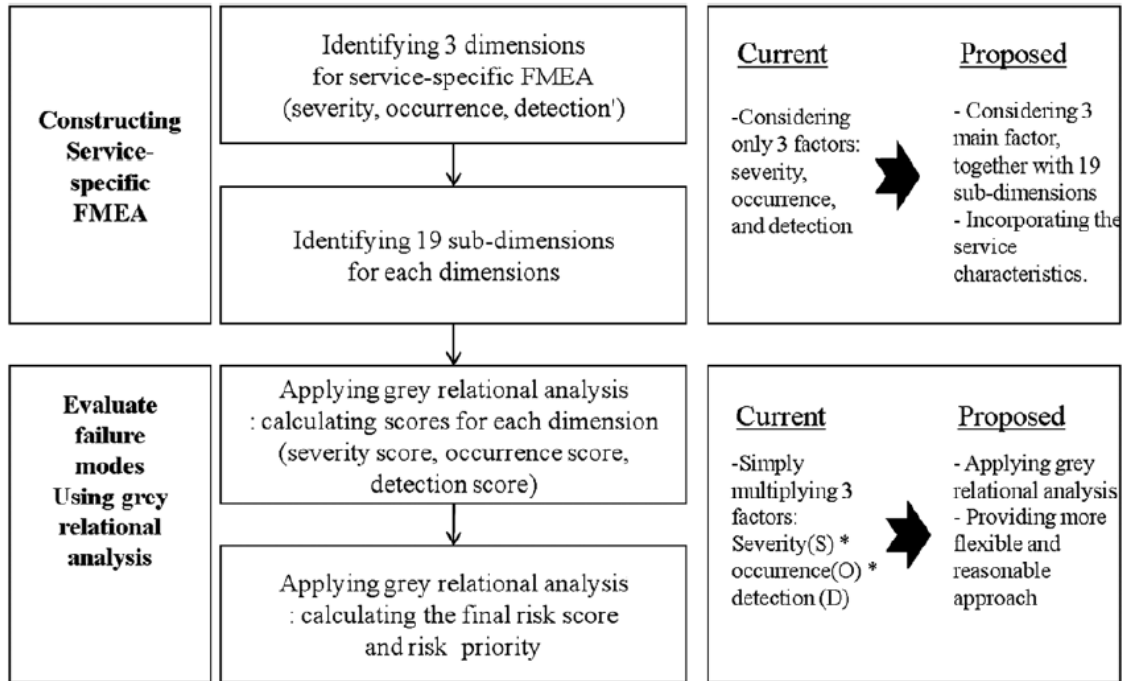 Constructing
Service-
specific
FMEA
Identifying 3 dimensions
for service-specific FMEA
(severity, occurrence, detection')
Identifying 19 sub-dimensions
for each dimensions
Current
-Considering
only 3 factors:
severity,
occurrence,
and detection
Proposed
- Considering 3
main factor,
together with 19
sub-dimensions
- Incorporating the
service
characteristics.
Evaluate
failure
modes
Using grey
relational
analysis
Applying grey relational analysis
: calculating scores for each dimension
(severity score, occurrence score,
detection score)
Applying grey relational analysis
: calculating the final risk score
and risk priority
Current
-Simply
multiplying 3
factors:
Severity(S) *
occurrence(O) *
detection (D)
Proposed
- Applying grey
relational analysis
- Providing more
flexible and
reasonable
approach